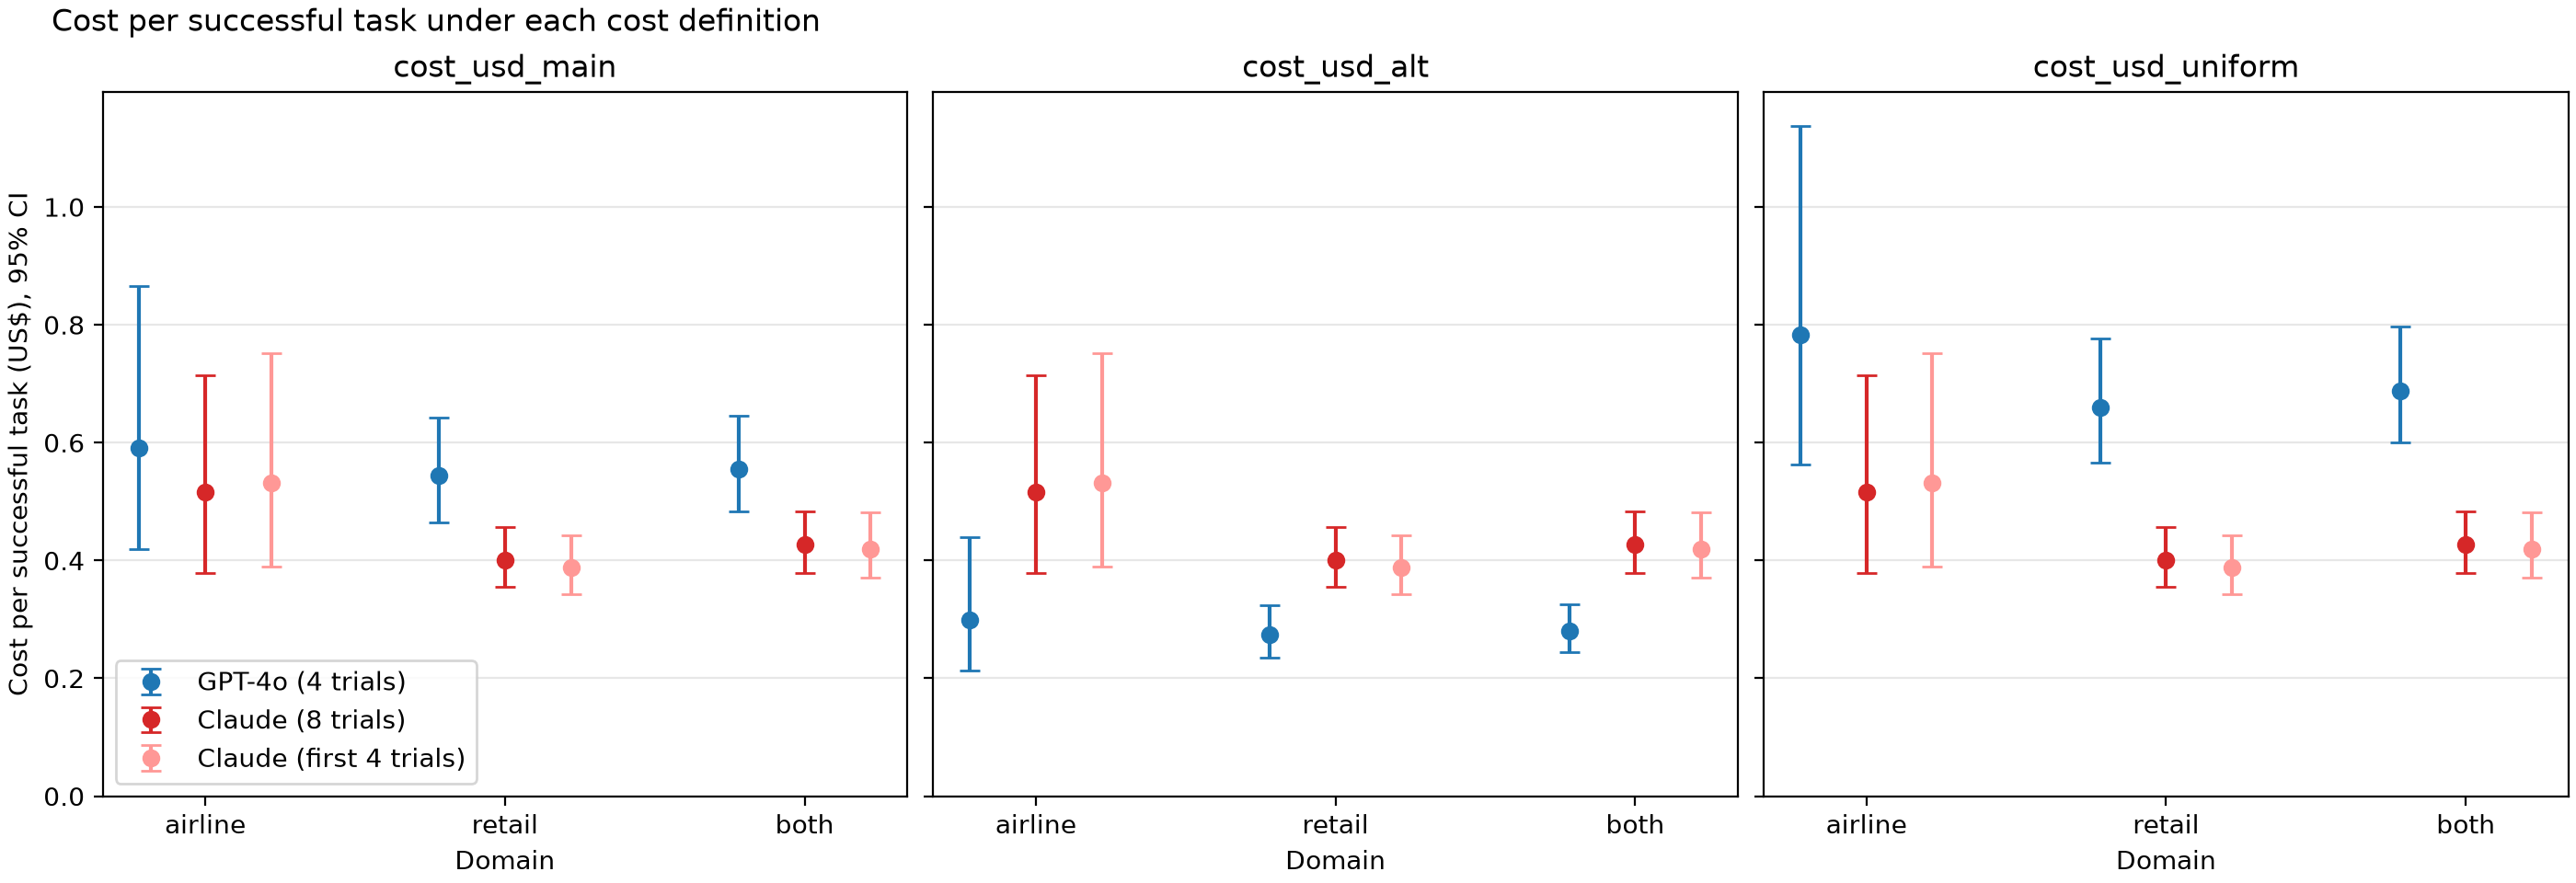 Cost per successful task under each cost definition
cost_usd_main
cost_usd_alt
cost_usd_uniform
Cost per successful task (US$), 95% CI
1.0
0.8
0.6
0.4
0.2
0.0
GPT-4o (4 trials)
Claude (8 trials)
Claude (first 4 trials)
airline
retail
both
Domain
airline
retail
both
Domain
airline
retail
both
Domain